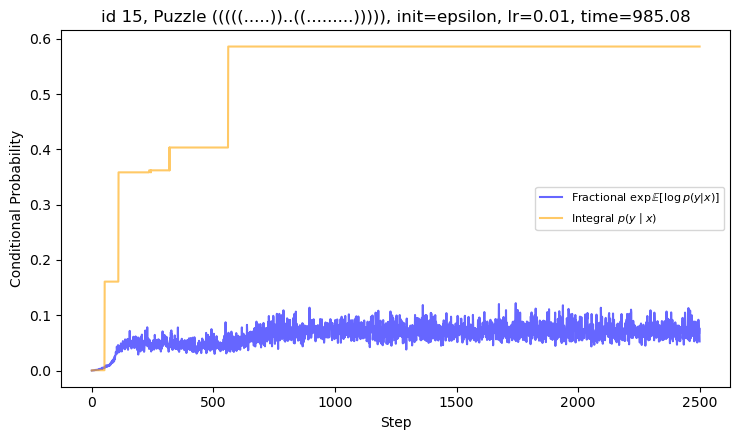 id 15, Puzzle (((((.....))..((.........))))), init=epsilon, lr=0.01, time=985.08
Conditional Probability
0.6
0.5
0.4
0.3
0.2
0.1
0.0
Fractional exp𝔼[log p(y|x)]
Integral p(y | x)
0
500
1000
1500
2000
2500
Step